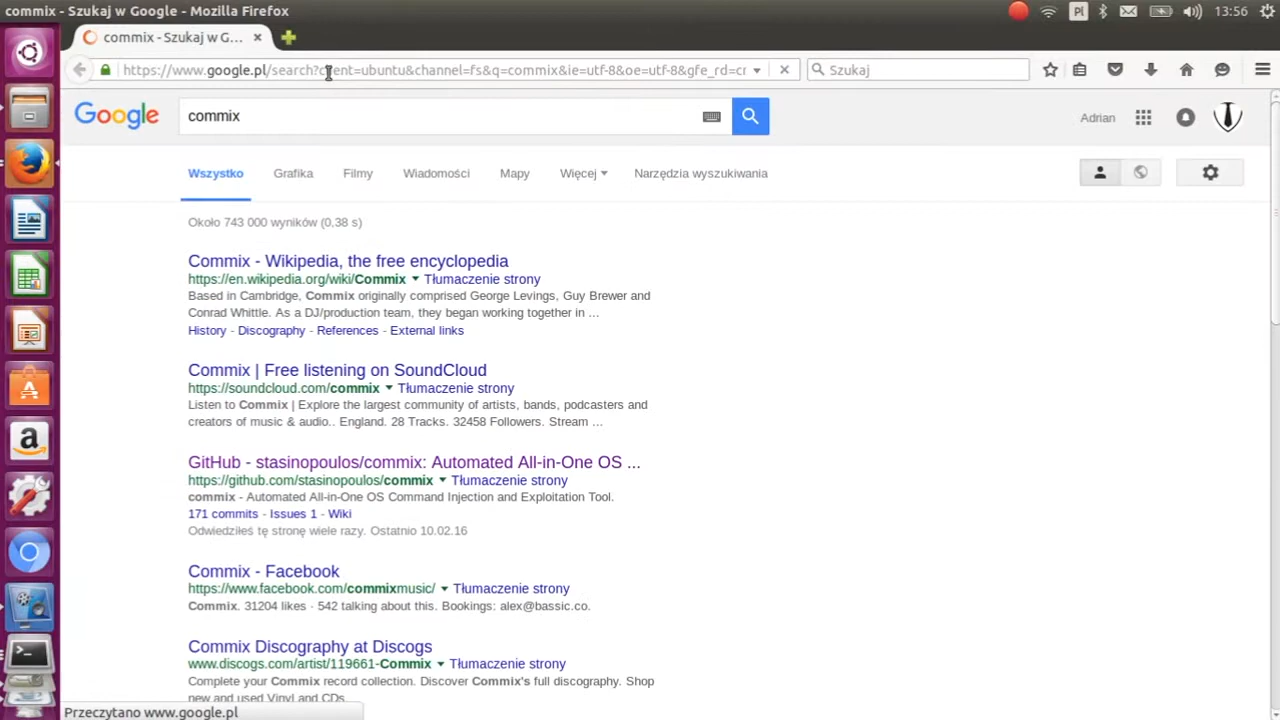 commix - Szukaj w Google - Mozilla Firefox
Pl
13:56
commix - Szukaj w G...
https://www.google.pl/search?client=ubuntu&channel=fs&q=commix&ie=utf-8&oe=utf-8&gfe_rd=cr
Szukaj
Google
commix
Adrian
Wszystko
Grafika
Filmy
Wiadomości
Mapy
Więcej
Narzędzia wyszukiwania
Około 743 000 wyników (0,38 s)
Commix - Wikipedia, the free encyclopedia
https://en.wikipedia.org/wiki/Commix Tłumaczenie strony
Based in Cambridge, Commix originally comprised George Levings, Guy Brewer and
Conrad Whittle. As a DJ/production team, they began working together in ...
History - Discography - References - External links
Commix | Free listening on SoundCloud
https://soundcloud.com/commix Tłumaczenie strony
Listen to Commix | Explore the largest community of artists, bands, podcasters and
creators of music & audio.. England. 28 Tracks. 32458 Followers. Stream ...
GitHub - stasinopoulos/commix: Automated All-in-One OS ...
https://github.com/stasinopoulos/commix Tłumaczenie strony
commix - Automated All-in-One OS Command Injection and Exploitation Tool.
171 commits - Issues 1 - Wiki
Odwiedziłeś tę stronę wiele razy. Ostatnio 10.02.16
Commix - Facebook
https://www.facebook.com/commixmusic/ Tłumaczenie strony
Commix. 31204 likes · 542 talking about this. Bookings: alex@bassic.co.
Commix Discography at Discogs
www.discogs.com/artist/119661-Commix Tłumaczenie strony
Complete your Commix record collection. Discover Commix's full discography. Shop
new and used Vinyl and CDs.
Przeczytano www.google.pl